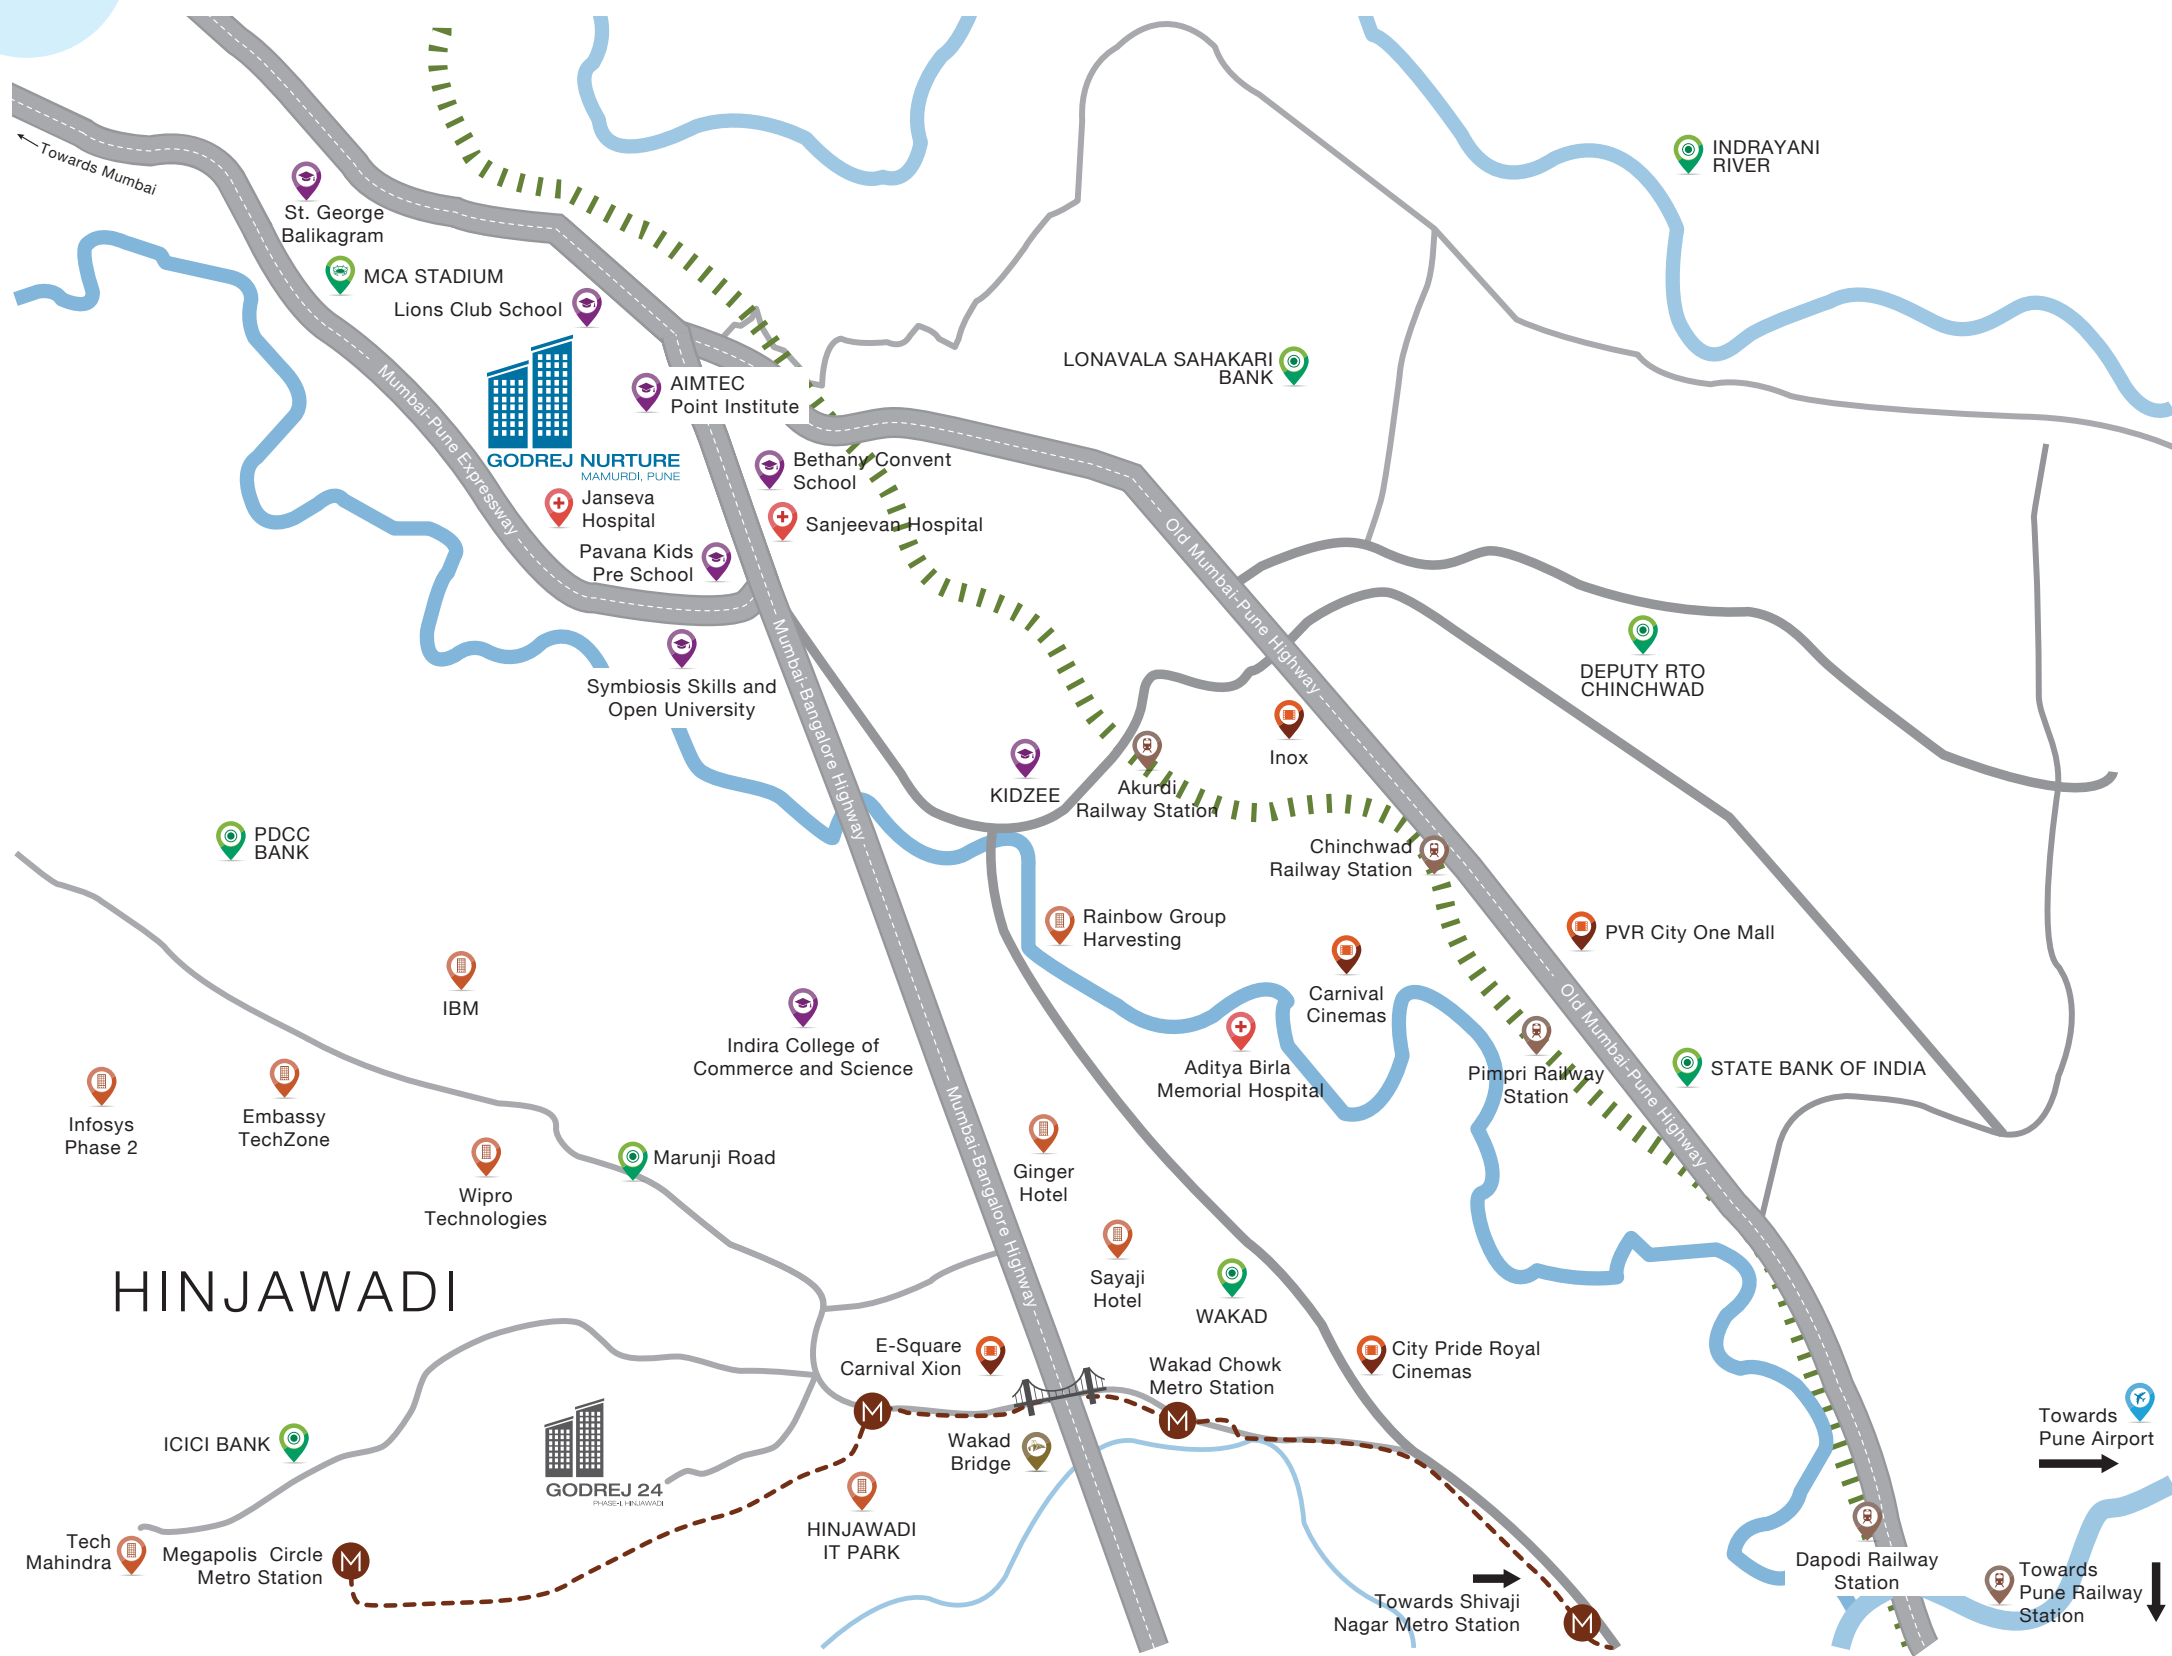 Towards Mumbai
INDRAYANI
RIVER
St. George
Balikagram
MCA STADIUM
Lions Club School
LONAVALA SAHAKARI
BANK
AIMTEC
Point Institute
Mumbai-Pune Expressway
GODREJ NURTURE
MAMURDI, PUNE
Bethany Convent
School
Janseva
Hospital
Sanjeevan Hospital
Old Mumbai-Pune Highway
Pavana Kids
Pre School
Mumbai-Bangalore Highway
DEPUTY RTO
CHINCHWAD
Symbiosis Skills and
Open University
Inox
KIDZEE
Akurdi
Railway Station
PDCC
BANK
Chinchwad
Railway Station
Rainbow Group
Harvesting
PVR City One Mall
IBM
Carnival
Cinemas
Old Mumbai-Pune Highway
Indira College of
Commerce and Science
Aditya Birla
Memorial Hospital
Pimpri Railway
Station
STATE BANK OF INDIA
Infosys
Phase 2
Embassy
TechZone
Mumbai-Bangalore Highway
Marunji Road
Ginger
Hotel
Wipro
Technologies
HINJAWADI
Sayaji
Hotel
WAKAD
E-Square
Carnival Xion
Wakad Chowk
Metro Station
City Pride Royal
Cinemas
M
M
Towards
Pune Airport
ICICI BANK
Wakad
Bridge
GODREJ 24
PHASE-I, HINJAWADI
HINJAWADI
IT PARK
Tech
Mahindra
Megapolis Circle
Metro Station
M
Dapodi Railway
Station
Towards
Pune Railway
Station
Towards Shivaji
Nagar Metro Station
M